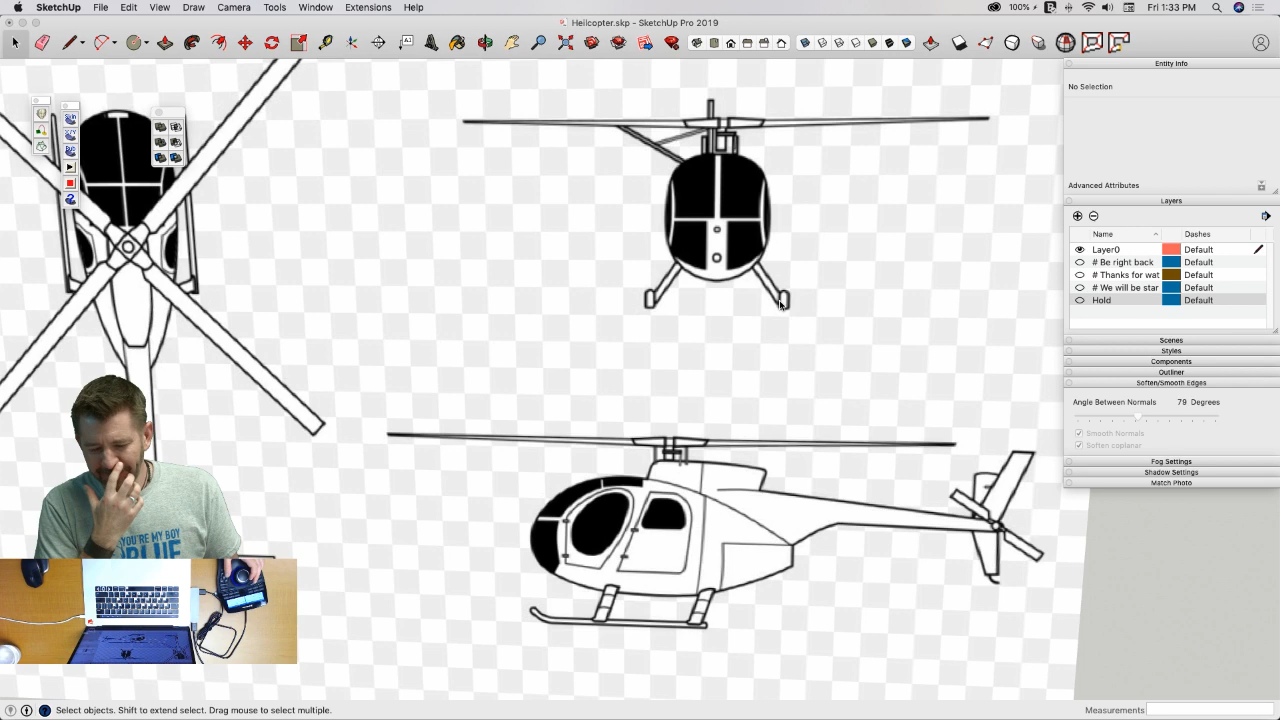 SketchUp File Edit View Draw Camera Tools Window Extensions Help 100% Fri 1:33 PM
Helicopter.skp - SketchUp Pro 2019
Entity Info
No Selection
Advanced Attributes
Layers
Name Dashes
Layer0 Default
# Be right back Default
# Thanks for wat Default
# We will be star Default
Hold Default
Scenes
Styles
Components
Outliner
Soften/Smooth Edges
Angle Between Normals 79 Degrees
Smooth Normals
Soften coplanar
Fog Settings
Shadow Settings
Match Photo
YOU'RE MY BOY
BLUE
Select objects. Shift to extend select. Drag mouse to select multiple.
Measurements